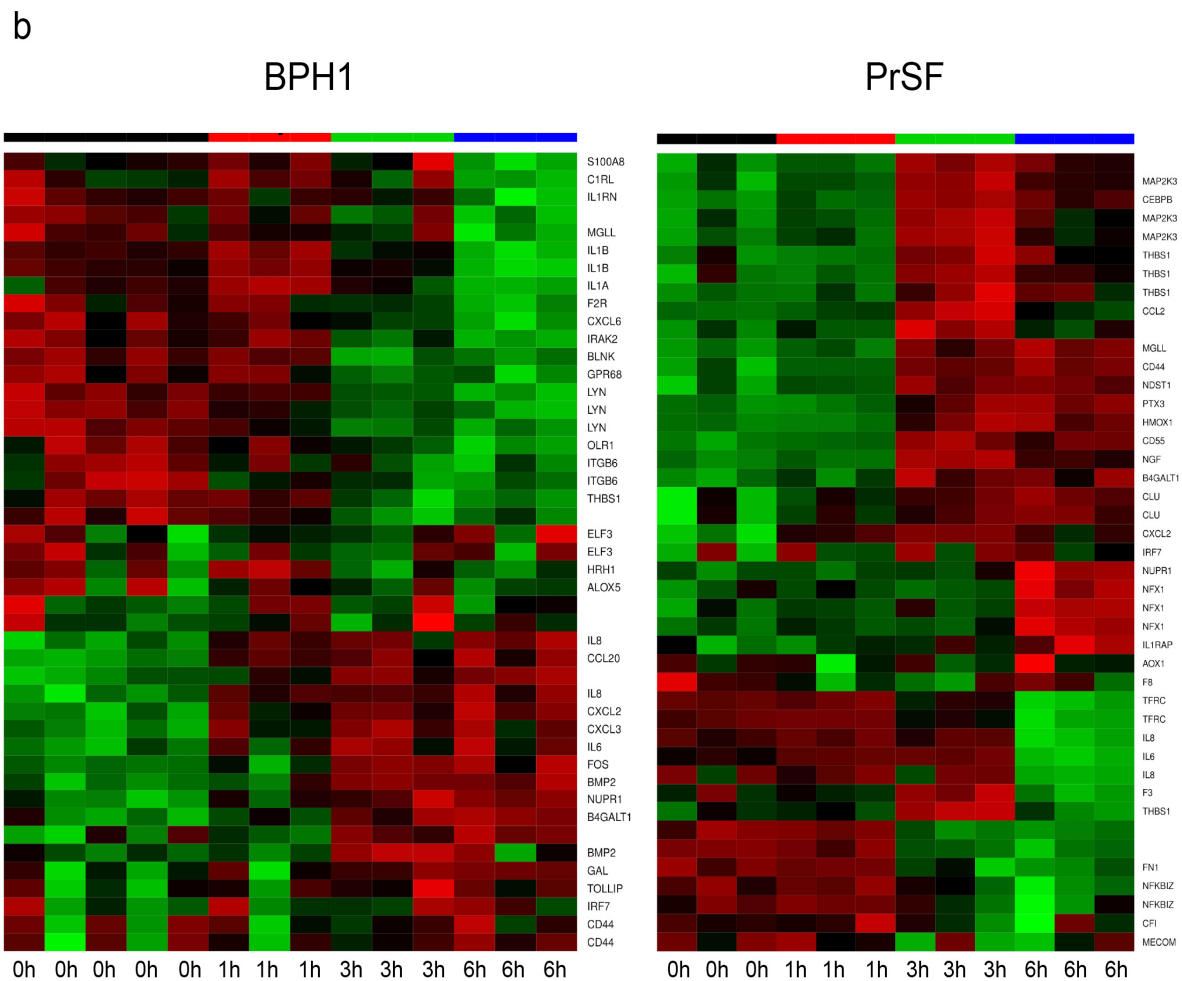 b
BPH1
PrSF
S100A8
C1RL
IL1RN
MGLL
IL1B
IL1B
IL1A
F2R
CXCL6
IRAK2
BLNK
GPR68
LYN
LYN
LYN
OLR1
ITGB6
ITGB6
THBS1
ELF3
ELF3
HRH1
ALOX5
IL8
CCL20
IL8
CXCL2
CXCL3
IL6
FOS
BMP2
NUPR1
B4GALT1
BMP2
GAL
TOLLIP
IRF7
CD44
CD44
0h 0h 0h 0h 0h 1h 1h 1h 3h 3h 3h 6h 6h 6h
MAP2K3
CEBPB
MAP2K3
MAP2K3
THBS1
THBS1
THBS1
CCL2
MGLL
CD44
NDST1
PTX3
HMOX1
CD55
NGF
B4GALT1
CLU
CLU
CXCL2
IRF7
NUPR1
NFX1
NFX1
NFX1
IL1RAP
AOX1
F8
TFRC
TFRC
IL8
IL6
IL8
F3
THBS1
FN1
NFKBIZ
NFKBIZ
CFI
MECOM
0h 0h 0h 1h 1h 1h 3h 3h 3h 6h 6h 6h